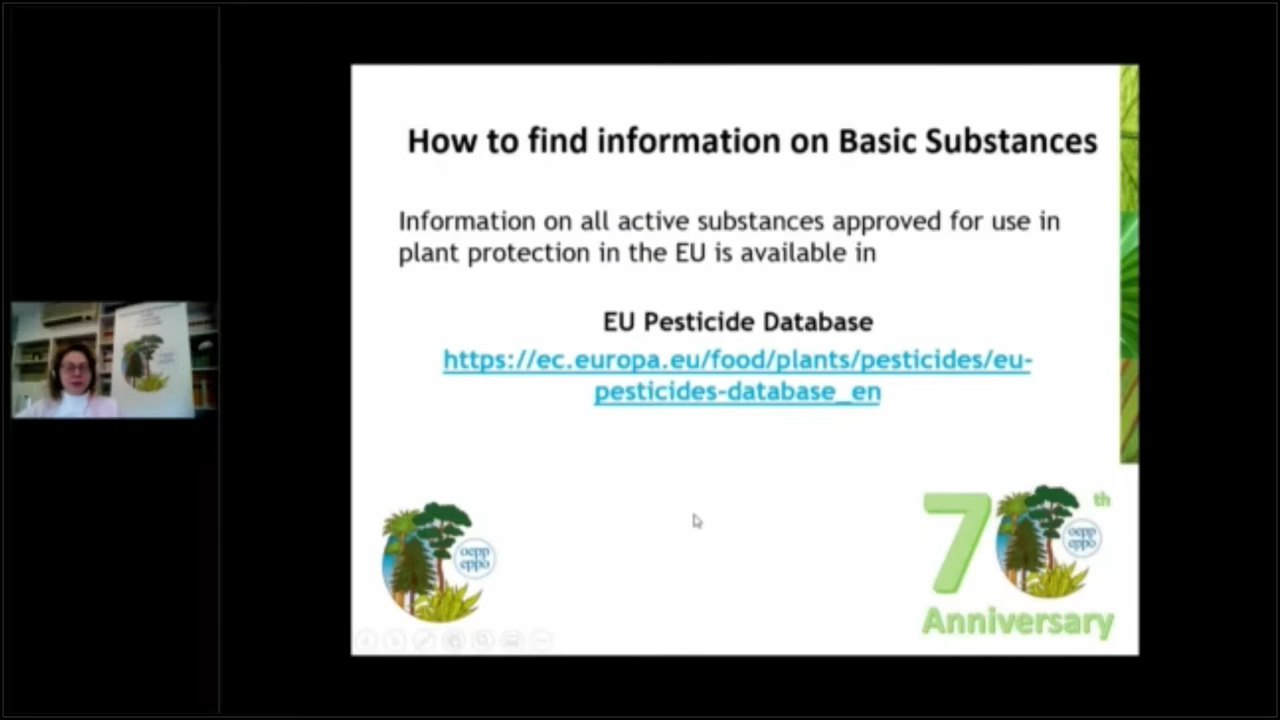 How to find information on Basic Substances
Information on all active substances approved for use in
plant protection in the EU is available in
EU Pesticide Database
https://ec.europa.eu/food/plants/pesticides/eu-
pesticides-database_en
oepp
eppo
70th
oepp
eppo
Anniversary